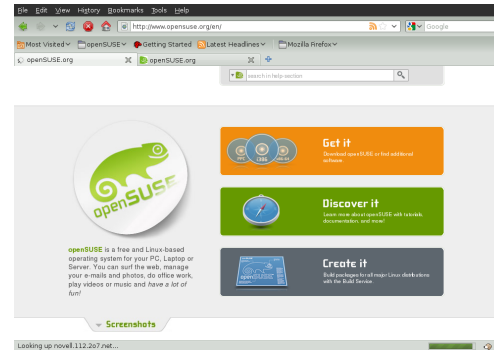 File Edit View History Bookmarks Tools Help
http://www.opensuse.org/en/
Google
Most Visited openSUSE Getting Started Latest Headlines Mozilla Firefox
openSUSE.org openSUSE.org
search in help section
Get it
Download openSUSE or find additional
software.
openSUSE
Discover it
Learn more about openSUSE with tutorials,
documentation, and more!
openSUSE is a free and Linux-based
operating system for your PC, Laptop or
Server. You can surf the web, manage
your e-mails and photos, do office work,
play videos or music and have a lot of
fun!
Create it
Build packages for all major Linux distributions
with the Build Service.
Screenshots
Looking up novell.112.2o7.net...